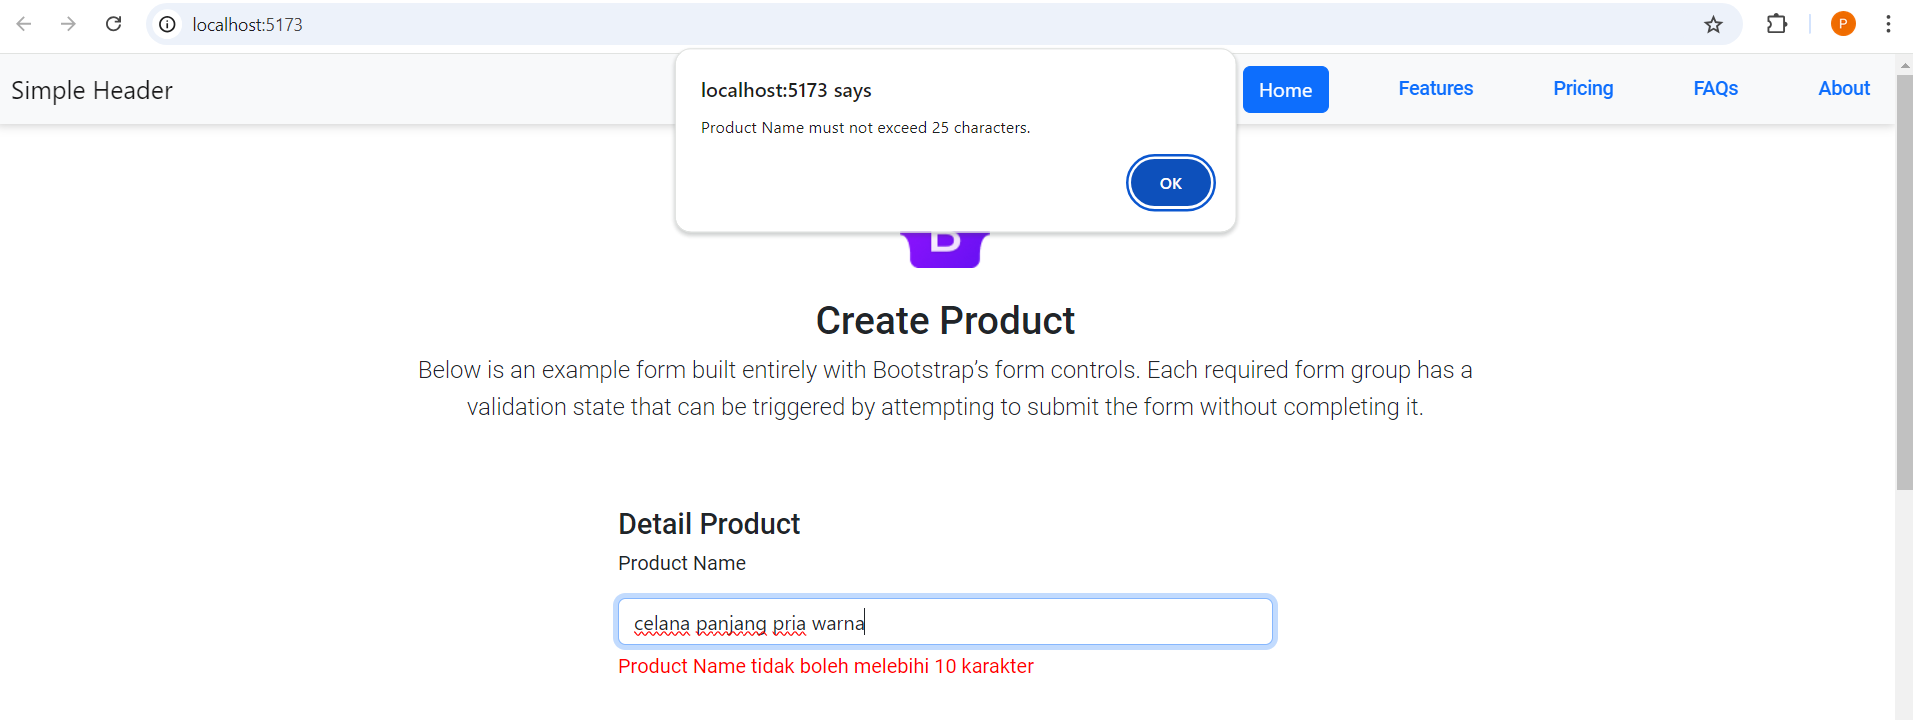 localhost:5173
P
Simple Header
localhost:5173 says
Product Name must not exceed 25 characters.
OK
Home Features Pricing FAQs About
B
Create Product
Below is an example form built entirely with Bootstrap’s form controls. Each required form group has a
validation state that can be triggered by attempting to submit the form without completing it.
Detail Product
Product Name
celana panjang pria warna
Product Name tidak boleh melebihi 10 karakter